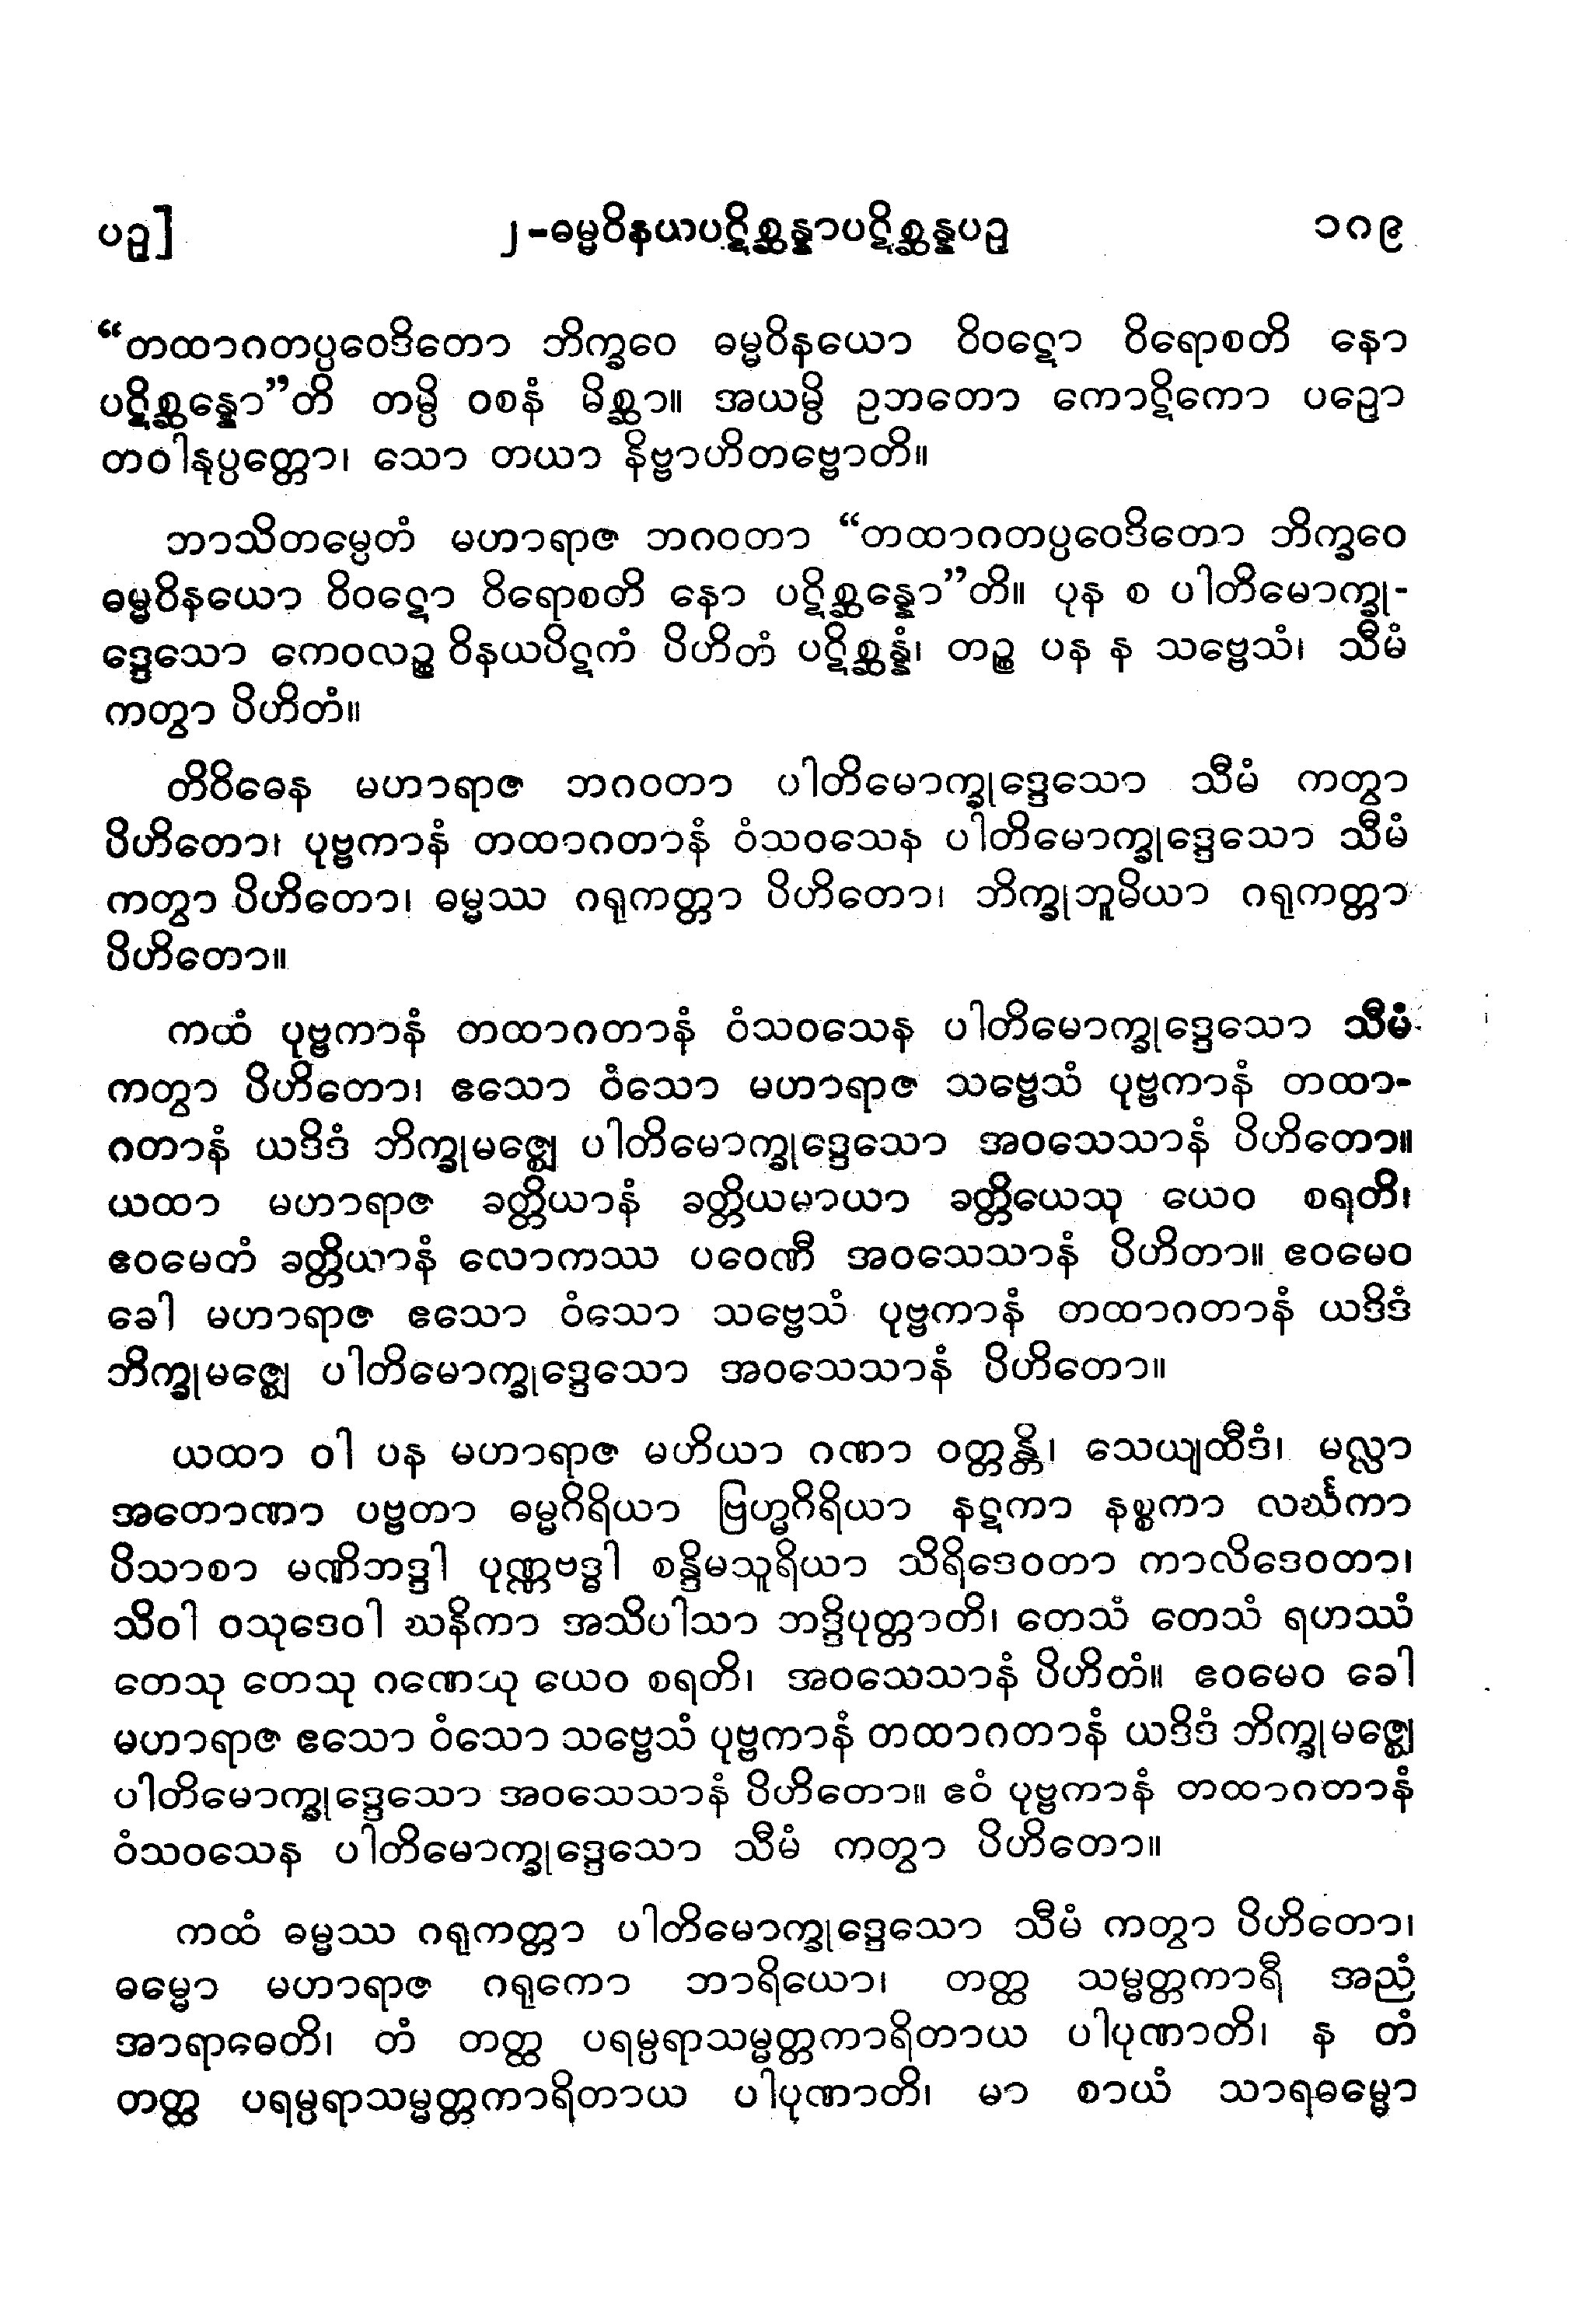 ပဉှ]
၂-ဓမ္မဝိနယပဋိစ္ဆန္နာပဋိစ္ဆန္နပဉှ
၁၈၉
“တထာဂတပ္ပဝေဒိတော ဘိက္ခဝေ ဓမ္မဝိနယော ဝိဝဋော ဝိရောစတိ နော
ပဋိစ္ဆန္နော”တိ တမ္ပိ ဝစနံ မိစ္ဆာ။ အယမ္ပိ ဥဘတော ကောဋိကော ပဉှော
တဝါနုပ္ပတ္တော၊ သော တယာ နိဗ္ဗာဟိတဗ္ဗောတိ။
ဘာသိတမ္ပေတံ မဟာရာဇ ဘဂဝတာ “တထာဂတပ္ပဝေဒိတော ဘိက္ခဝေ
ဓမ္မဝိနယော ဝိဝဋော ဝိရောစတိ နော ပဋိစ္ဆန္နော”တိ။ ပုန စ ပါတိမောက္ခု-
ဒ္ဒေသော ကေဝလဉ္စ ဝိနယပိဋကံ ပိဟိတံ ပဋိစ္ဆန္နံ၊ တဉ္စ ပန န သဗ္ဗေသံ၊ သီမံ
ကတွာ ပိဟိတံ။
တိဝိဓေန မဟာရာဇ ဘဂဝတာ ပါတိမောက္ခုဒ္ဒေသော သီမံ ကတွာ
ပိဟိတော၊ ပုဗ္ဗကာနံ တထာဂတာနံ ဝံသဝသေန ပါတိမောက္ခုဒ္ဒေသော သီမံ
ကတွာ ပိဟိတော၊ ဓမ္မဿ ဂရုကတ္တာ ပိဟိတော၊ ဘိက္ခုဘူမိယာ ဂရုကတ္တာ
ပိဟိတော။
ကထံ ပုဗ္ဗကာနံ တထာဂတာနံ ဝံသဝသေန ပါတိမောက္ခုဒ္ဒေသော သီမံ
ကတွာ ပိဟိတော၊ ဧသော ဝံသော မဟာရာဇ သဗ္ဗေသံ ပုဗ္ဗကာနံ တထာ-
ဂတာနံ ယဒိဒံ ဘိက္ခုမဇ္ဈေ ပါတိမောက္ခုဒ္ဒေသော အဝသေသာနံ ပိဟိတော။
ယထာ မဟာရာဇ ခတ္တိယာနံ ခတ္တိယမာယာ ခတ္တိယေသု ယေဝ စရတိ၊
ဧဝမေတံ ခတ္တိယာနံ လောကဿ ပဝေဏီ အဝသေသာနံ ပိဟိတာ။ ဧဝမေဝ
ခေါ မဟာရာဇ ဧသော ဝံသော သဗ္ဗေသံ ပုဗ္ဗကာနံ တထာဂတာနံ ယဒိဒံ
ဘိက္ခုမဇ္ဈေ ပါတိမောက္ခုဒ္ဒေသော အဝသေသာနံ ပိဟိတော။
ယထာ ဝါ ပန မဟာရာဇ မဟိယာ ဂဏာ ဝတ္တန္တိ၊ သေယျထီဒံ၊ မလ္လာ
အတောဏာ ပဗ္ဗတာ ဓမ္မဂိရိယာ ဗြဟ္မဂိရိယာ နဋကာ နစ္စကာ လင်္ဃကာ
ပိသာစာ မဏိဘဒ္ဒါ ပုဏ္ဏဗဒ္ဓါ စန္ဒိမသူရိယာ သိရိဒေဝတာ ကာလိဒေဝတာ၊
သိဝါ ဝသုဒေဝါ ဃနိကာ အသိပါသာ ဘဒ္ဒိပုတ္တာတိ၊ တေသံ တေသံ ရဟဿံ
တေသု တေသု ဂဏေသု ယေဝ စရတိ၊ အဝသေသာနံ ပိဟိတံ။ ဧဝမေဝ ခေါ
မဟာရာဇ ဧသော ဝံသော သဗ္ဗေသံ ပုဗ္ဗကာနံ တထာဂတာနံ ယဒိဒံ ဘိက္ခုမဇ္ဈေ
ပါတိမောက္ခုဒ္ဒေသော အဝသေသာနံ ပိဟိတော။ ဧဝံ ပုဗ္ဗကာနံ တထာဂတာနံ
ဝံသဝသေန ပါတိမောက္ခုဒ္ဒေသော သီမံ ကတွာ ပိဟိတော။
ကထံ ဓမ္မဿ ဂရုကတ္တာ ပါတိမောက္ခုဒ္ဒေသော သီမံ ကတွာ ပိဟိတော၊
ဓမ္မော မဟာရာဇ ဂရုကော ဘာရိယော၊ တတ္ထ သမ္မတ္တကာရီ အညံ
အာရာဓေတိ၊ တံ တတ္ထ ပရမ္ပရာသမ္မတ္တကာရိတာယ ပါပုဏာတိ၊ န တံ
တတ္ထ ပရမ္ပရာသမ္မတ္တကာရိတာယ ပါပုဏာတိ၊ မာ စာယံ သာရဓမ္မော